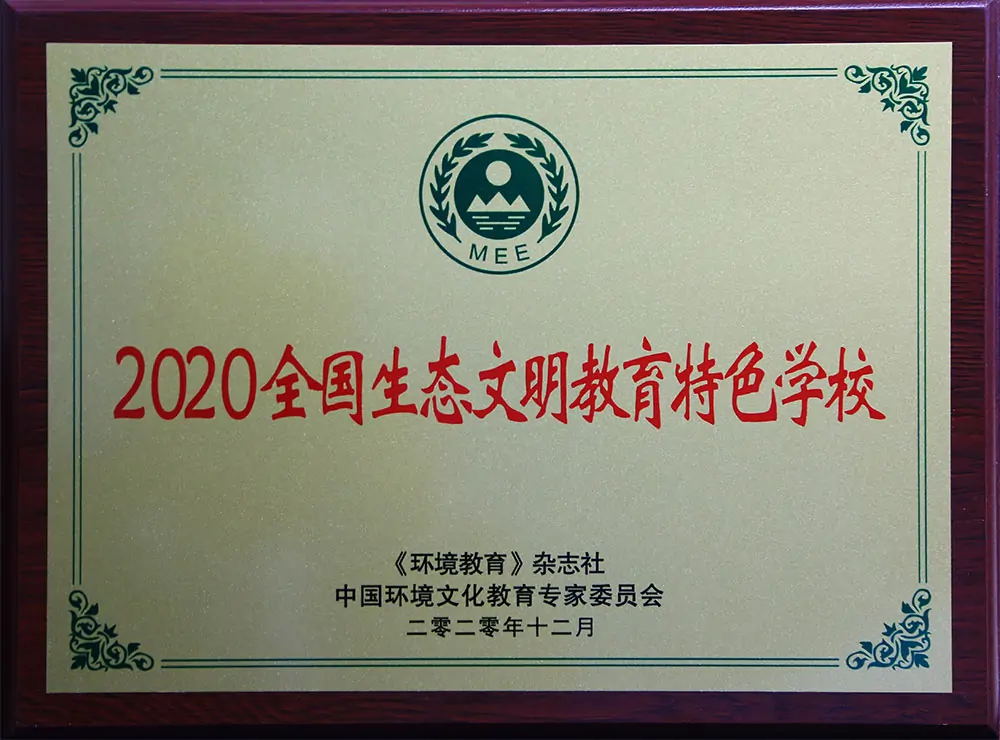 MEE
2020全国生态文明教育特色学校
《环境教育》杂志社
中国环境文化教育专家委员会
二零二零年十二月